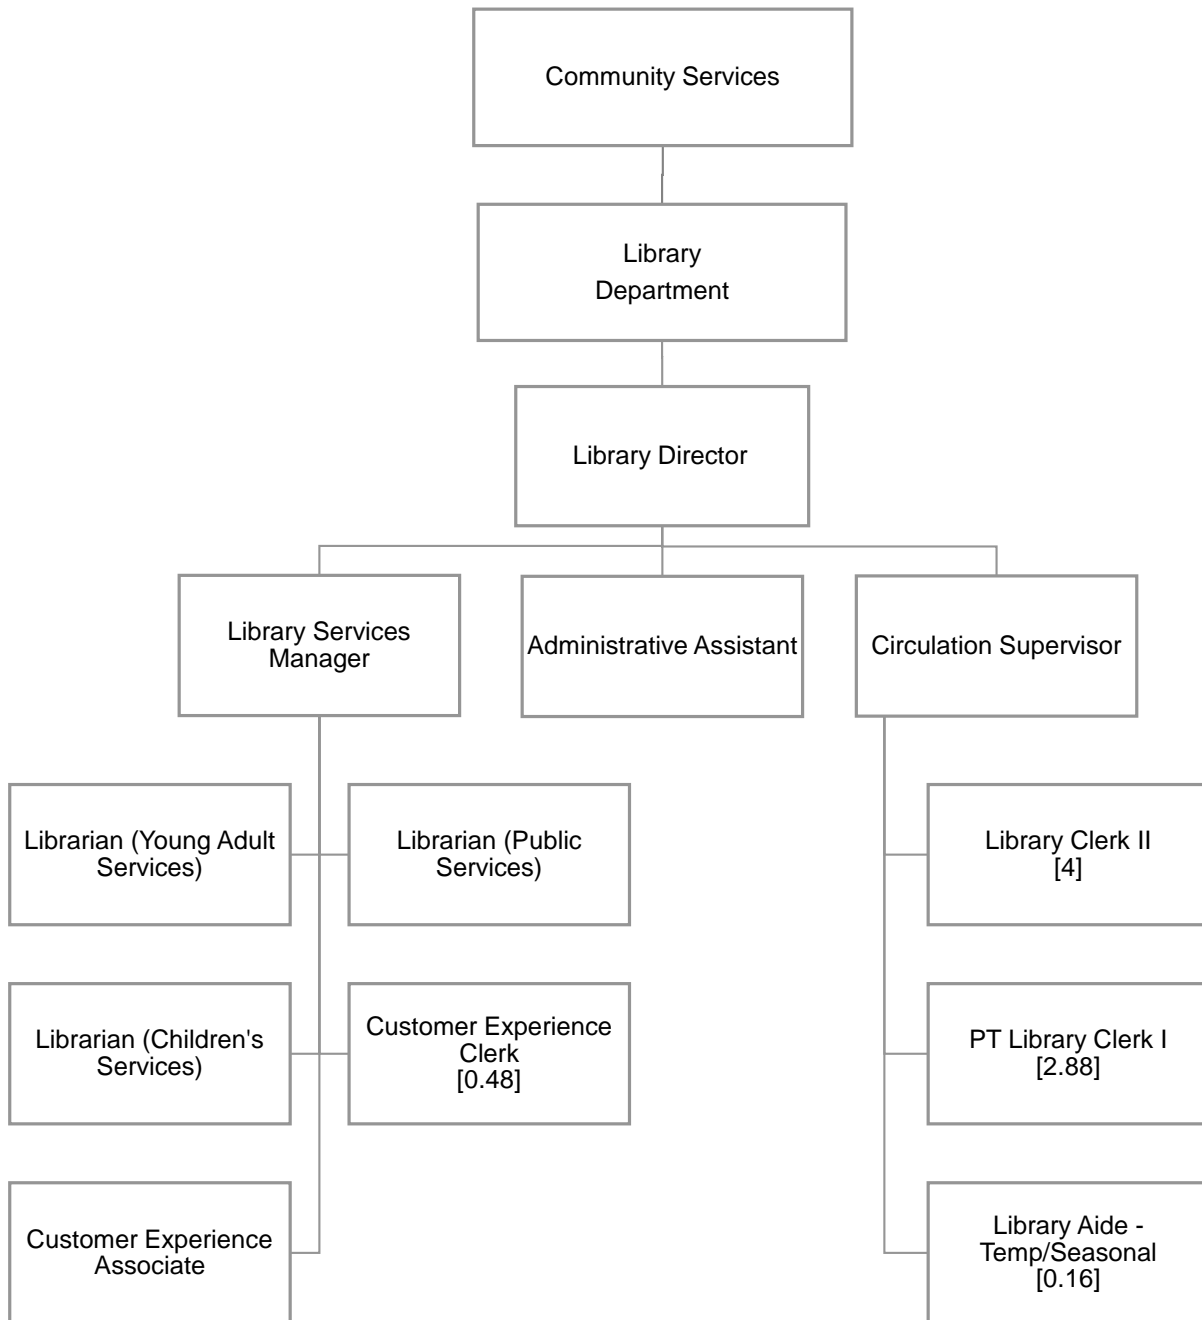 Community Services
Library
Department
Library Director
Library Services
Manager
Administrative Assistant
Circulation Supervisor
Librarian (Young Adult
Services)
Librarian (Public
Services)
Library Clerk II
[4]
Librarian (Children's
Services)
Customer Experience
Clerk
[0.48]
PT Library Clerk I
[2.88]
Customer Experience
Associate
Library Aide -
Temp/Seasonal
[0.16]